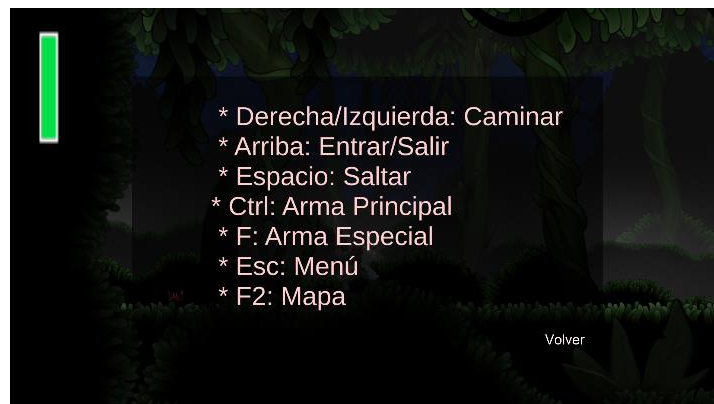 * Derecha/Izquierda: Caminar
* Arriba: Entrar/Salir
* Espacio: Saltar
* Ctrl: Arma Principal
* F: Arma Especial
* Esc: Menú
* F2: Mapa
Volver